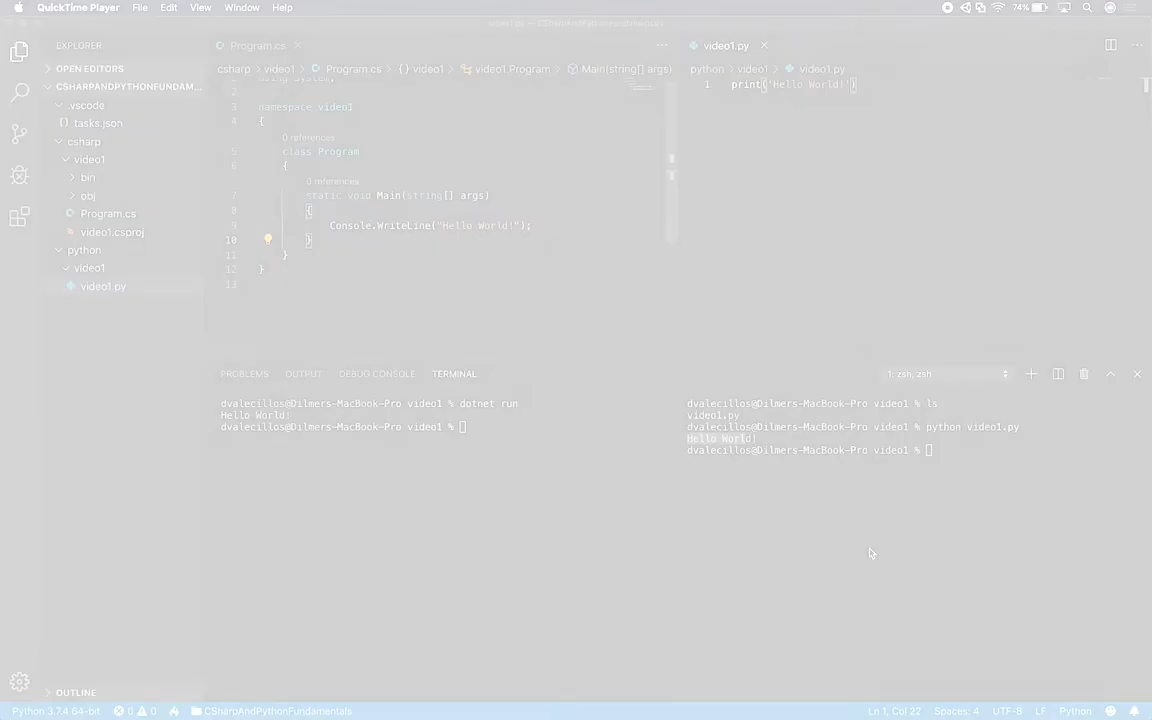 QuickTime Player File Edit View Window Help 74%
EXPLORER
OPEN EDITORS
CSHARPANDPYTHONFUNDAM...
.vscode
{} tasks.json
csharp
video1
bin
obj
Program.cs
video1.csproj
python
video1
video1.py
OUTLINE
Program.cs
csharp > video1 > Program.cs > {} video1 > video1.Program > Main(string[] args)
using System;
2
3 namespace video1
4 {
0 references
5 class Program
6 {
0 references
7 static void Main(string[] args)
8 {
9 Console.WriteLine("Hello World!");
10 }
11 }
12 }
13
video1.py
python > video1 > video1.py
1 print('Hello World!')
PROBLEMS OUTPUT DEBUG CONSOLE TERMINAL 1: zsh, zsh
dvalecillos@Dilmers-MacBook-Pro video1 % dotnet run
Hello World!
dvalecillos@Dilmers-MacBook-Pro video1 %
dvalecillos@Dilmers-MacBook-Pro video1 % ls
video1.py
dvalecillos@Dilmers-MacBook-Pro video1 % python video1.py
Hello World!
dvalecillos@Dilmers-MacBook-Pro video1 %
Python 3.7.4 64-bit 0 0 CSharpAndPythonFundamentals Ln 1, Col 22 Spaces: 4 UTF-8 LF Python